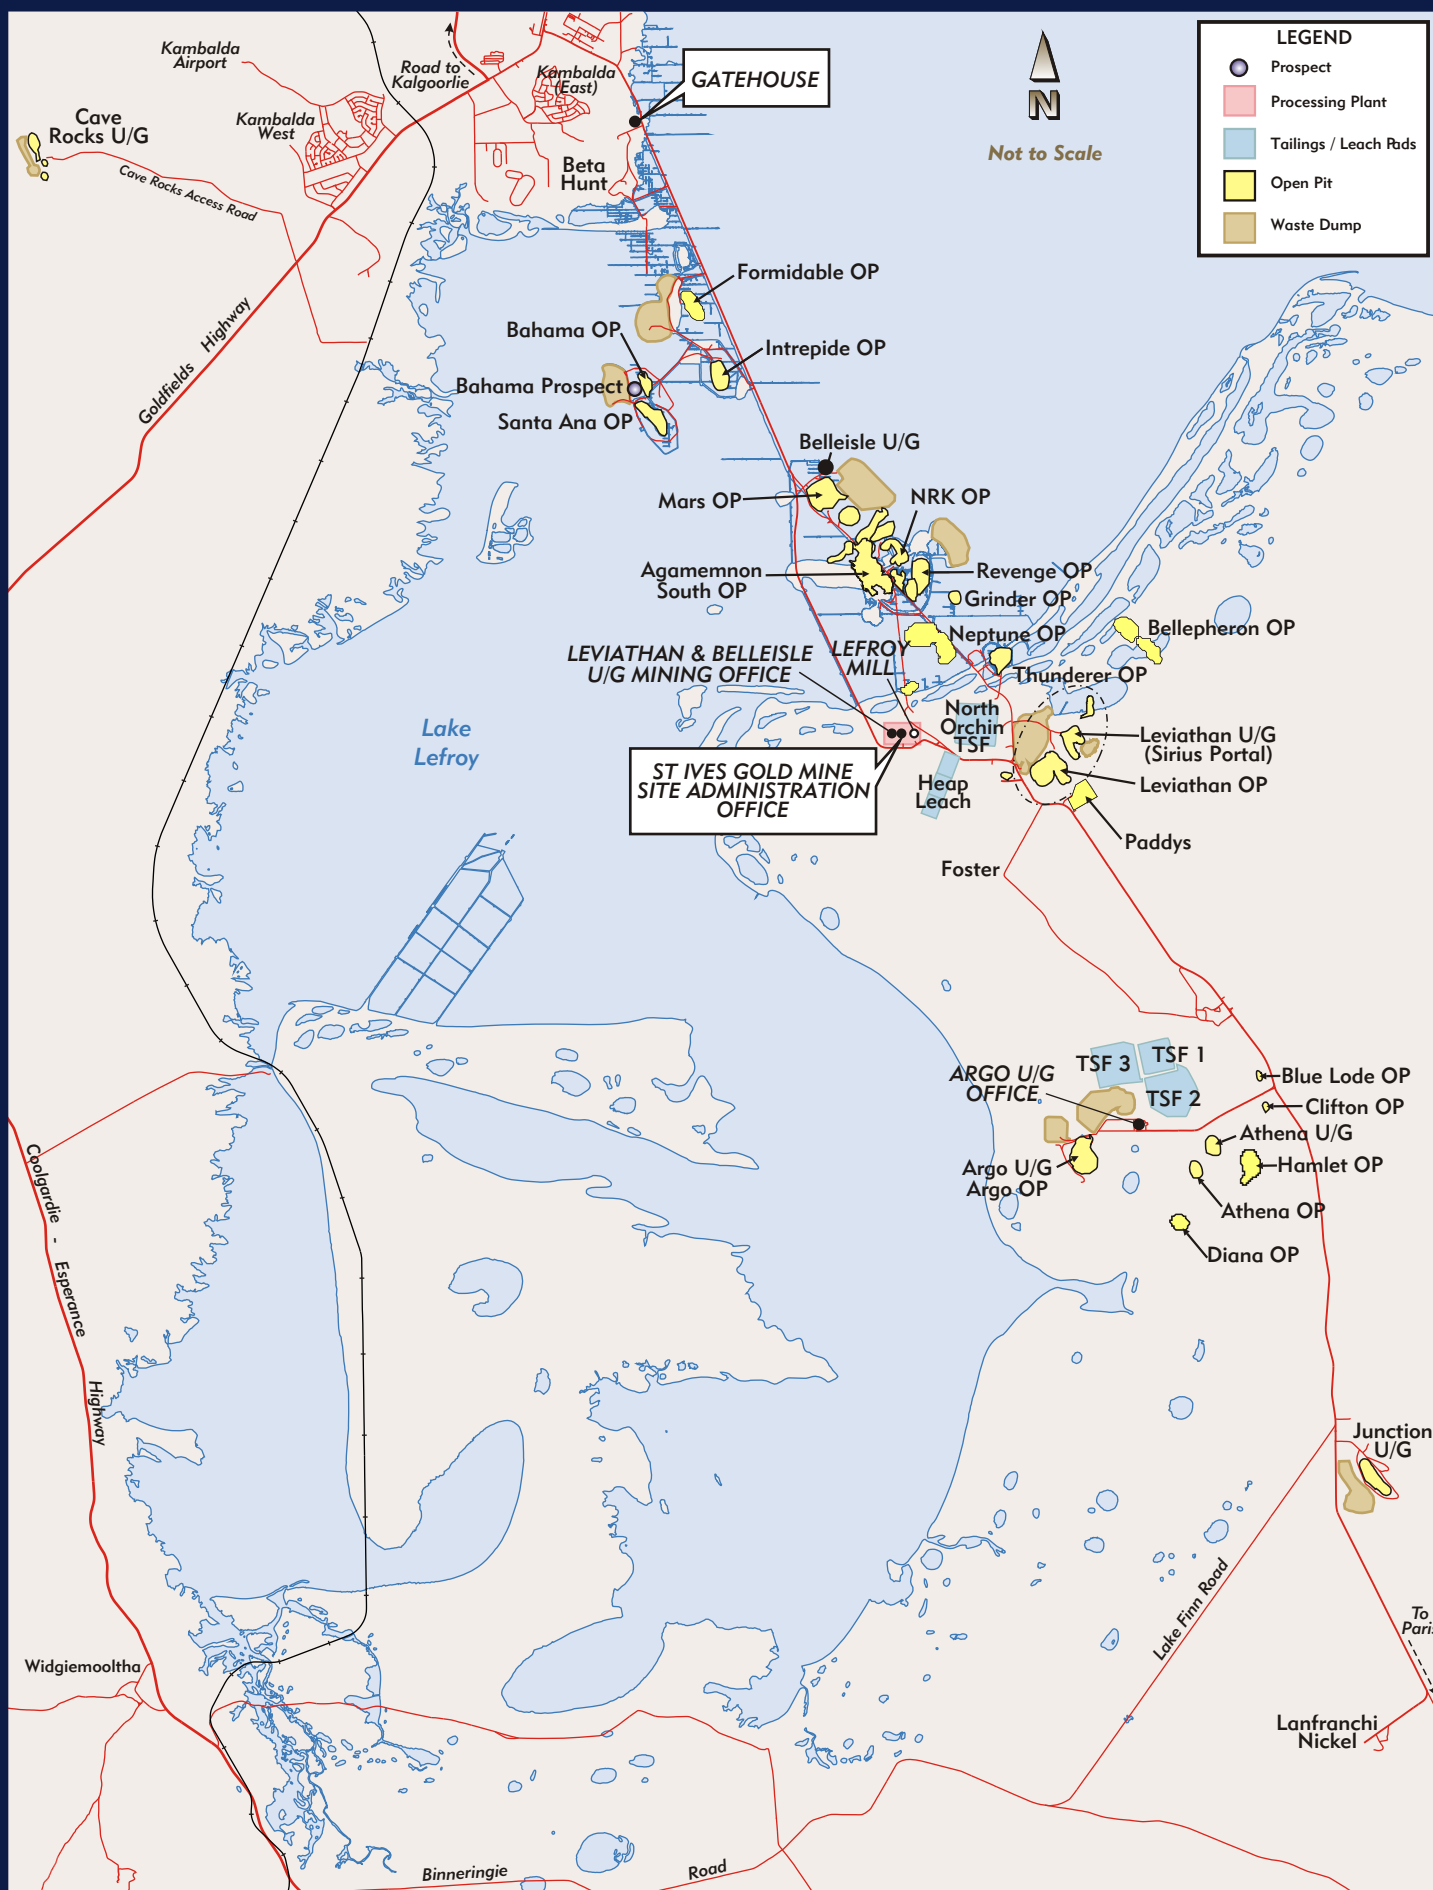 LEGEND
Prospect
Processing Plant
Tailings / Leach Pads
Open Pit
Waste Dump
N
Not to Scale
Kambalda
Airport
Road to
Kalgoorlie
Kambalda
(East)
GATEHOUSE
Cave
Rocks U/G
Kambalda
West
Beta
Hunt
Cave Rocks Access Road
Goldfields Highway
Formidable OP
Bahama OP
Intrepide OP
Bahama Prospect
Santa Ana OP
Belleisle U/G
Mars OP
NRK OP
Agamemnon
South OP
Revenge OP
Grinder OP
Neptune OP
Bellepheron OP
LEVIATHAN & BELLEISLE
U/G MINING OFFICE
LEFROY
MILL
Thunderer OP
Lake
Lefroy
North
Orchin
TSF
Leviathan U/G
(Sirius Portal)
Leviathan OP
ST IVES GOLD MINE
SITE ADMINISTRATION
OFFICE
Heap
Leach
Paddys
Foster
TSF 3
TSF 1
TSF 2
ARGO U/G
OFFICE
Blue Lode OP
Clifton OP
Athena U/G
Hamlet OP
Argo U/G
Argo OP
Athena OP
Diana OP
Coolgardie - Esperance Highway
Junction
U/G
Lake Finn Road
To
Widgiemooltha
Lanfranchi
Nickel
Binneringie Road